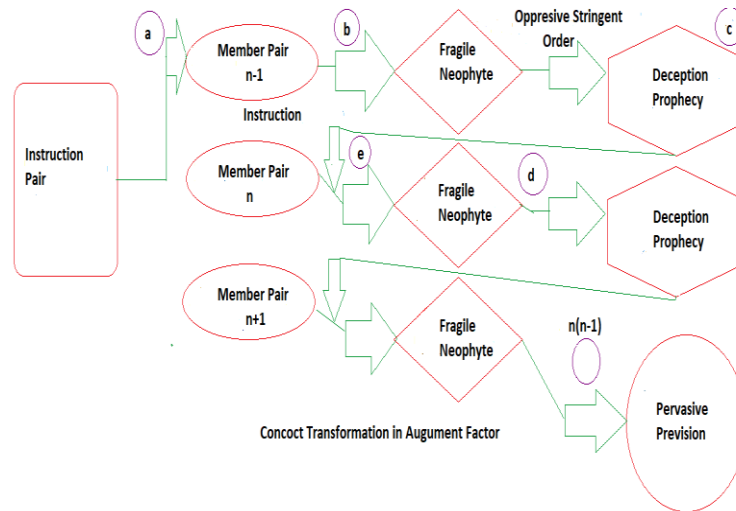 Oppresive Stringent
Order
a
b
c
Member Pair
n-1
Fragile
Neophyte
Deception
Prophecy
Instruction
Instruction
Pair
Member Pair
n
e
Fragile
Neophyte
d
Deception
Prophecy
Member Pair
n+1
Fragile
Neophyte
n(n-1)
Pervasive
Prevision
Concoct Transformation in Augument Factor